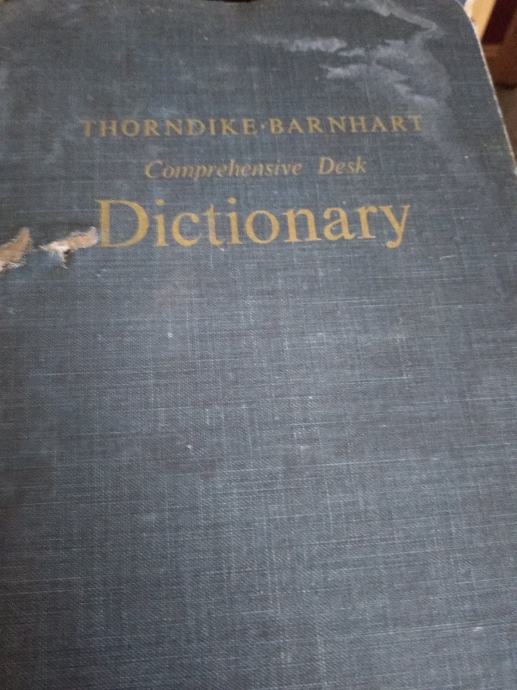 THORNDIKE·BARNHART
Comprehensive Desk
Dictionary